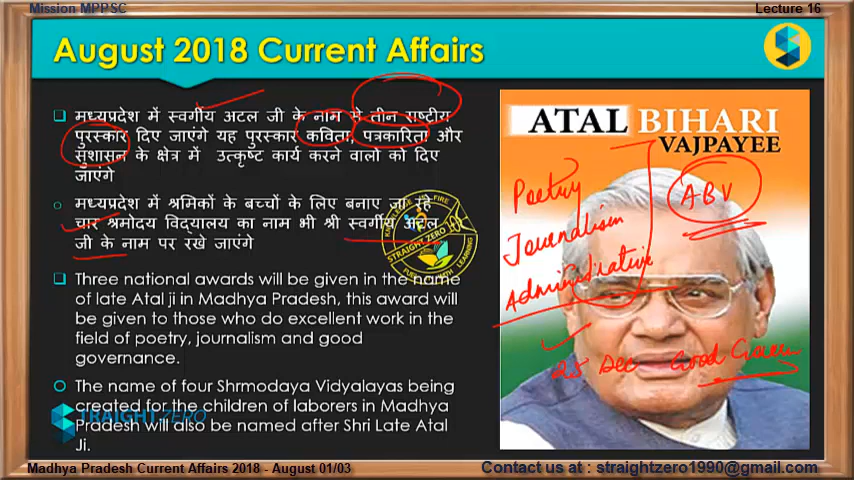 Mission MPPSC
Lecture 16
August 2018 Current Affairs
मध्यप्रदेश में स्वर्गीय अटल जी के नाम से तीन राष्ट्रीय
पुरस्कार दिए जाएंगे यह पुरस्कार कविता, पत्रकारिता और
सुशासन के क्षेत्र में उत्कृष्ट कार्य करने वालो को दिए
जाएंगे
मध्यप्रदेश में श्रमिकों के बच्चों के लिए बनाए जा रहे
चार श्रमोदय विद्यालय का नाम भी श्री स्वर्गीय अटल
जी के नाम पर रखे जाएंगे
Three national awards will be given in the name
of late Atal ji in Madhya Pradesh, this award will
be given to those who do excellent work in the
field of poetry, journalism and good
governance.
The name of four Shrmodaya Vidyalayas being
created for the children of laborers in Madhya
Pradesh will also be named after Shri Late Atal
Ji.
STRAIGHT ZERO
ATAL BIHARI
VAJPAYEE
Poetry
Journalism
Administrative
ABV
25 Dec Good Govern
STRAIGHT ZERO
Madhya Pradesh Current Affairs 2018 - August 01/03
Contact us at : straightzero1990@gmail.com